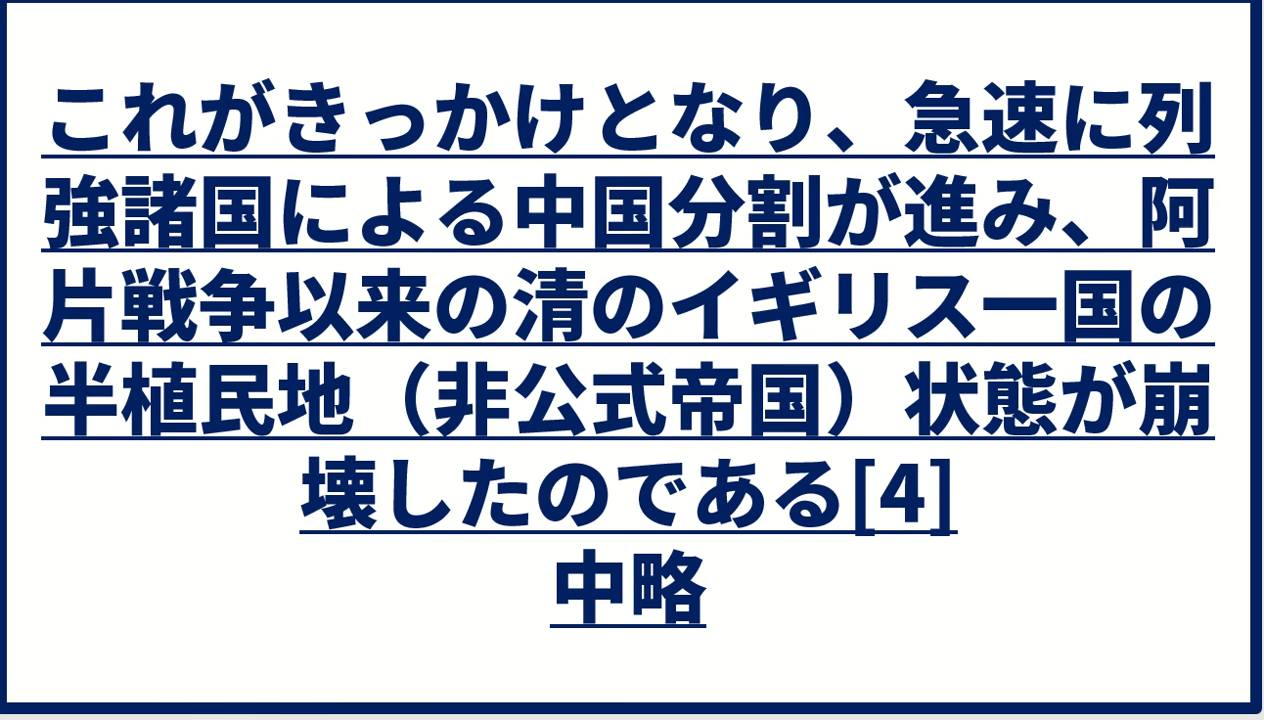 これがきっかけとなり、急速に列
強諸国による中国分割が進み、阿
片戦争以来の清のイギリス一国の
半植民地（非公式帝国）状態が崩
壊したのである[4]
中略